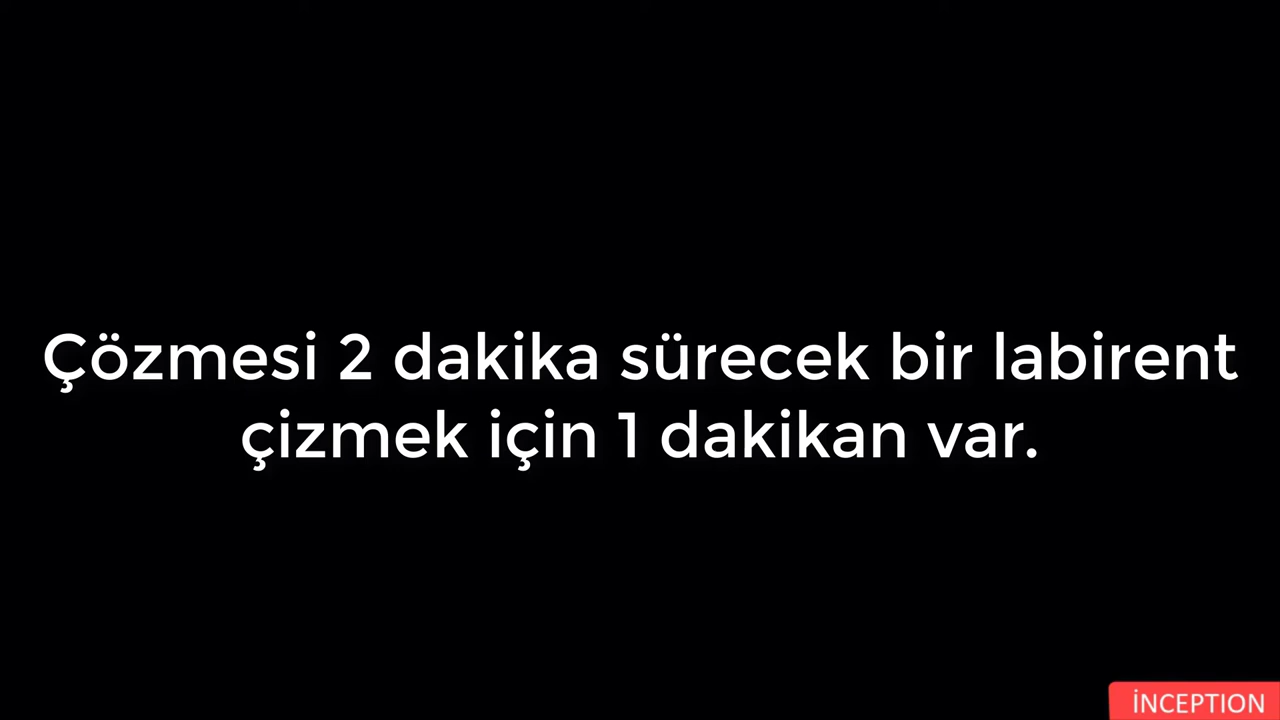 Çözmesi 2 dakika sürecek bir labirent
çizmek için 1 dakikan var.
İNCEPTION